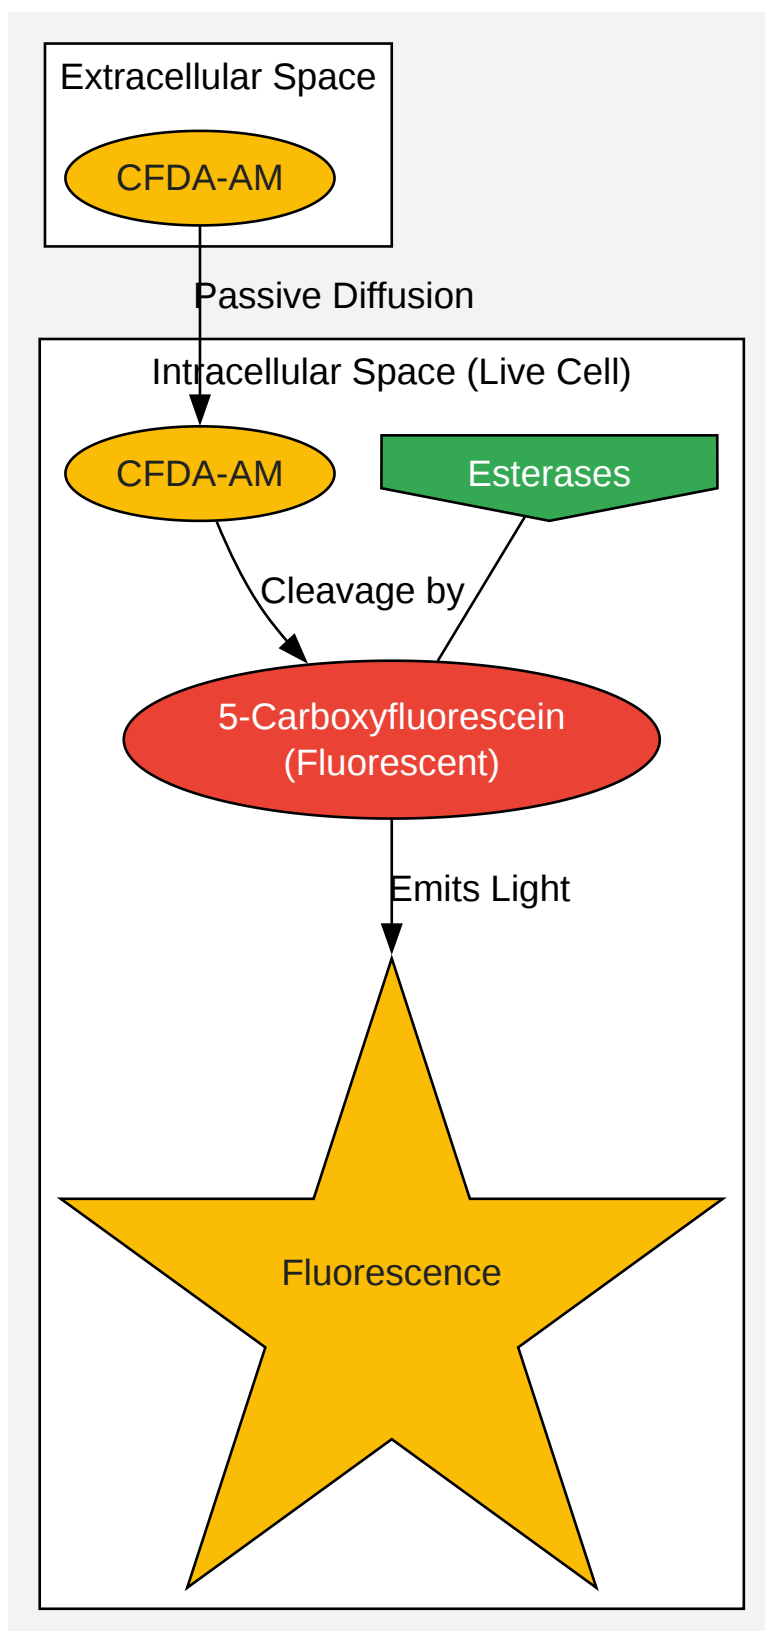 Extracellular Space
CFDA-AM
Passive Diffusion
Intracellular Space (Live Cell)
CFDA-AM
Esterases
Cleavage by
5-Carboxyfluorescein
(Fluorescent)
Emits Light
Fluorescence